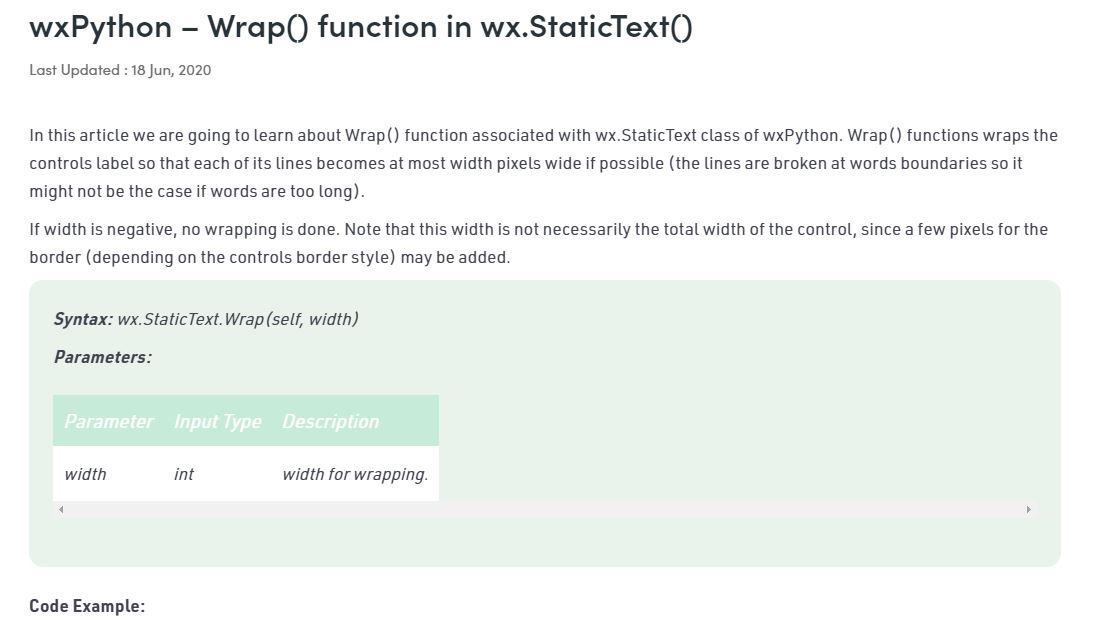 wxPython – Wrap() function in wx.StaticText()
Last Updated : 18 Jun, 2020
In this article we are going to learn about Wrap() function associated with wx.StaticText class of wxPython. Wrap() functions wraps the
controls label so that each of its lines becomes at most width pixels wide if possible (the lines are broken at words boundaries so it
might not be the case if words are too long).
If width is negative, no wrapping is done. Note that this width is not necessarily the total width of the control, since a few pixels for the
border (depending on the controls border style) may be added.
Syntax: wx.StaticText.Wrap(self, width)
Parameters:
Parameter Input Type Description
width int width for wrapping.
Code Example: